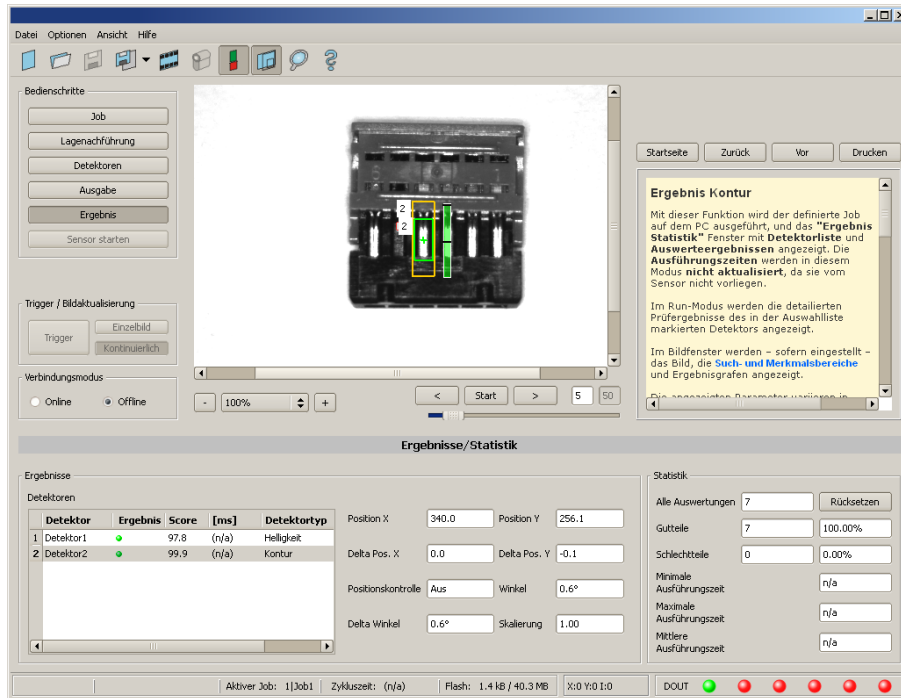 Datei Optionen Ansicht Hilfe
Bedienschritte
Job
Lagenachführung
Detektoren
Ausgabe
Ergebnis
Sensor starten
Trigger / Bildaktualisierung
Trigger
Einzelbild
Kontinuierlich
Verbindungsmodus
Online Offline
2
2
- 100% +
< Start > 5 50
Startseite Zurück Vor Drucken
Ergebnis Kontur
Mit dieser Funktion wird der definierte Job
auf dem PC ausgeführt, und das "Ergebnis
Statistik" Fenster mit Detektorliste und
Auswerteergebnissen angezeigt. Die
Ausführungszeiten werden in diesem
Modus nicht aktualisiert, da sie vom
Sensor nicht vorliegen.
Im Run-Modus werden die detailierten
Prüfergebnisse des in der Auswahlliste
markierten Detektors angezeigt.
Im Bildfenster werden – sofern eingestellt –
das Bild, die Such- und Merkmalsbereiche
und Ergebnisgrafen angezeigt.
Die angezeigten Parameter variieren in
Ergebnisse/Statistik
Ergebnisse
Detektoren
Detektor Ergebnis Score [ms] Detektortyp
1 Detektor1 97.8 (n/a) Helligkeit
2 Detektor2 99.9 (n/a) Kontur
Position X 340.0 Position Y 256.1
Delta Pos. X 0.0 Delta Pos. Y -0.1
Positionskontrolle Aus Winkel 0.6°
Delta Winkel 0.6° Skalierung 1.00
Statistik
Alle Auswertungen 7 Rücksetzen
Gutteile 7 100.00%
Schlechtteile 0 0.00%
Minimale
Ausführungszeit n/a
Maximale
Ausführungszeit n/a
Mittlere
Ausführungszeit n/a
Aktiver Job: 1|Job1 Zykluszeit: (n/a) Flash: 1.4 kB / 40.3 MB X:0 Y:0 I:0 DOUT